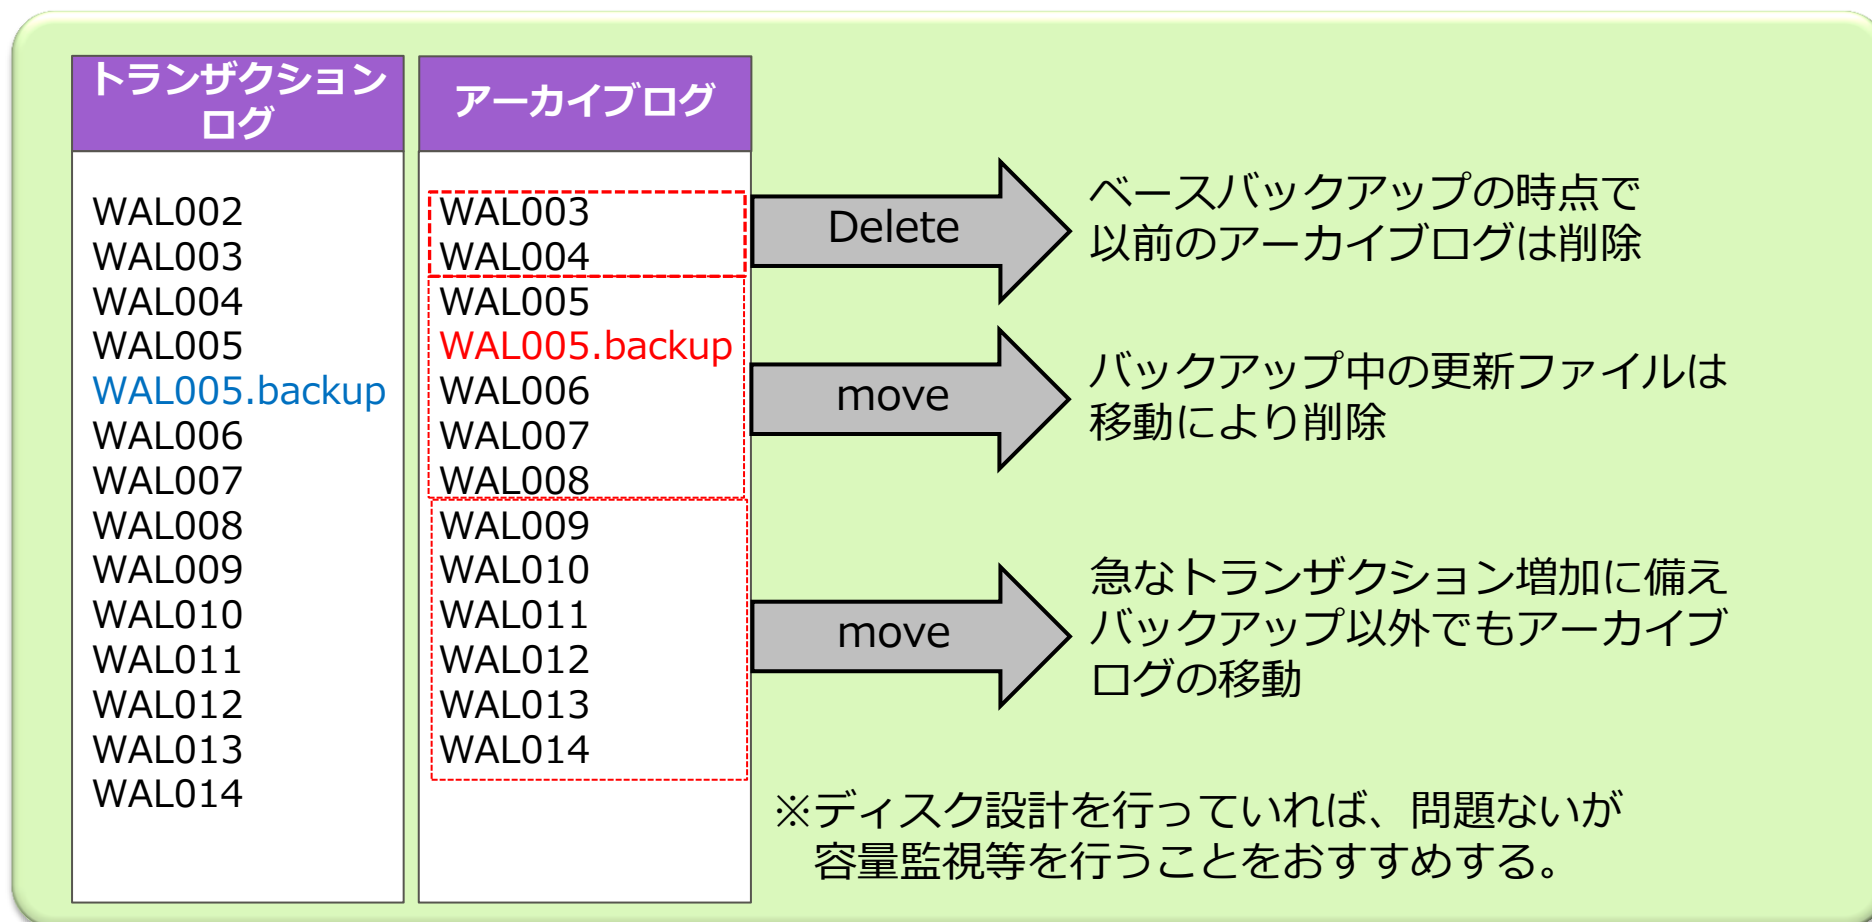 トランザクション
ログ
WAL002
WAL003
WAL004
WAL005
WAL005.backup
WAL006
WAL007
WAL008
WAL009
WAL010
WAL011
WAL012
WAL013
WAL014
アーカイブログ
WAL003
WAL004
WAL005
WAL005.backup
WAL006
WAL007
WAL008
WAL009
WAL010
WAL011
WAL012
WAL013
WAL014
Delete
ベースバックアップの時点で
以前のアーカイブログは削除
move
バックアップ中の更新ファイルは
移動により削除
move
急なトランザクション増加に備え
バックアップ以外でもアーカイブ
ログの移動
※ディスク設計を行っていれば、問題ないが
容量監視等を行うことをおすすめする。